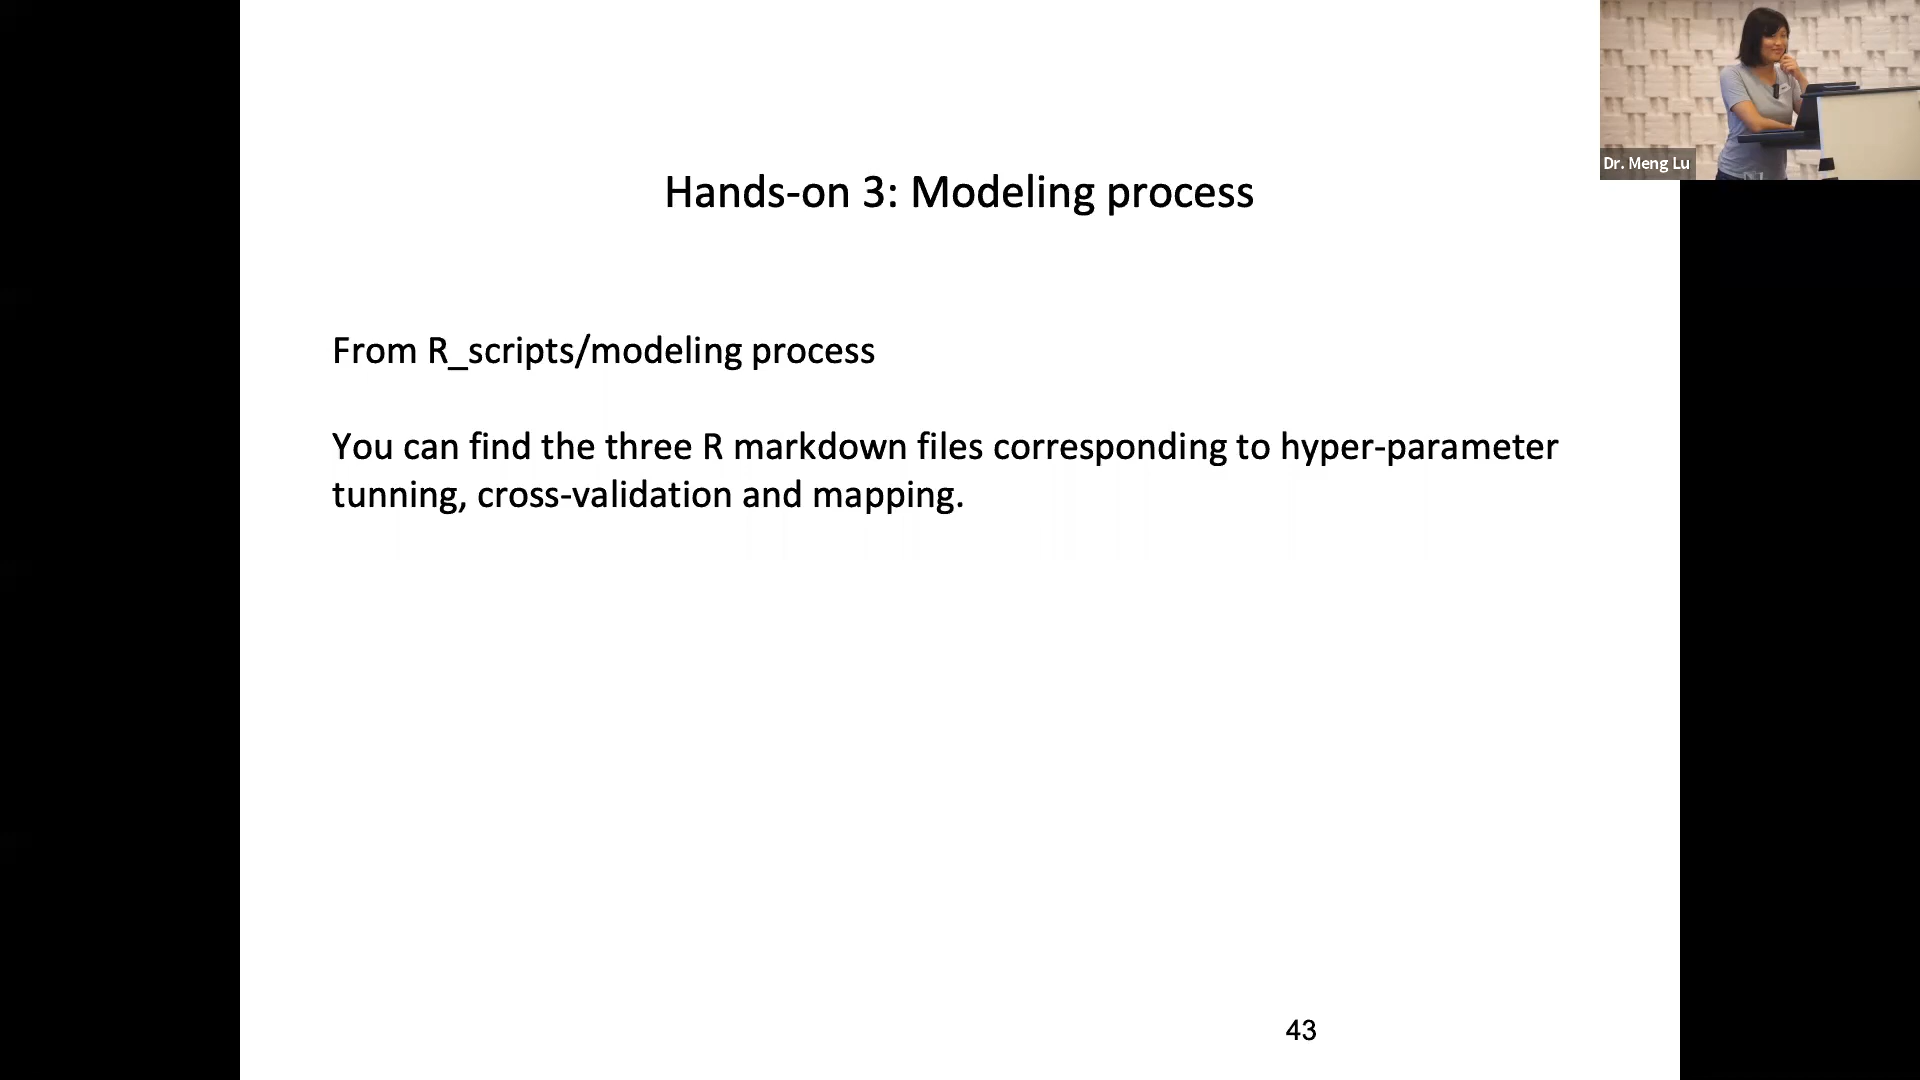 Dr. Meng Lu
Hands-on 3: Modeling process
From R_scripts/modeling process
You can find the three R markdown files corresponding to hyper-parameter
tunning, cross-validation and mapping.
43